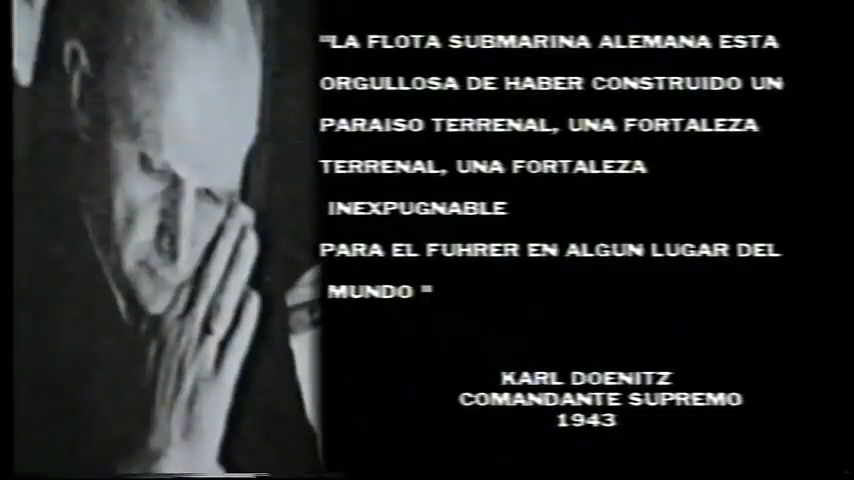 "LA FLOTA SUBMARINA ALEMANA ESTA
ORGULLOSA DE HABER CONSTRUIDO UN
PARAISO TERRENAL, UNA FORTALEZA
TERRENAL, UNA FORTALEZA
INEXPUGNABLE
PARA EL FUHRER EN ALGUN LUGAR DEL
MUNDO "
KARL DOENITZ
COMANDANTE SUPREMO
1943